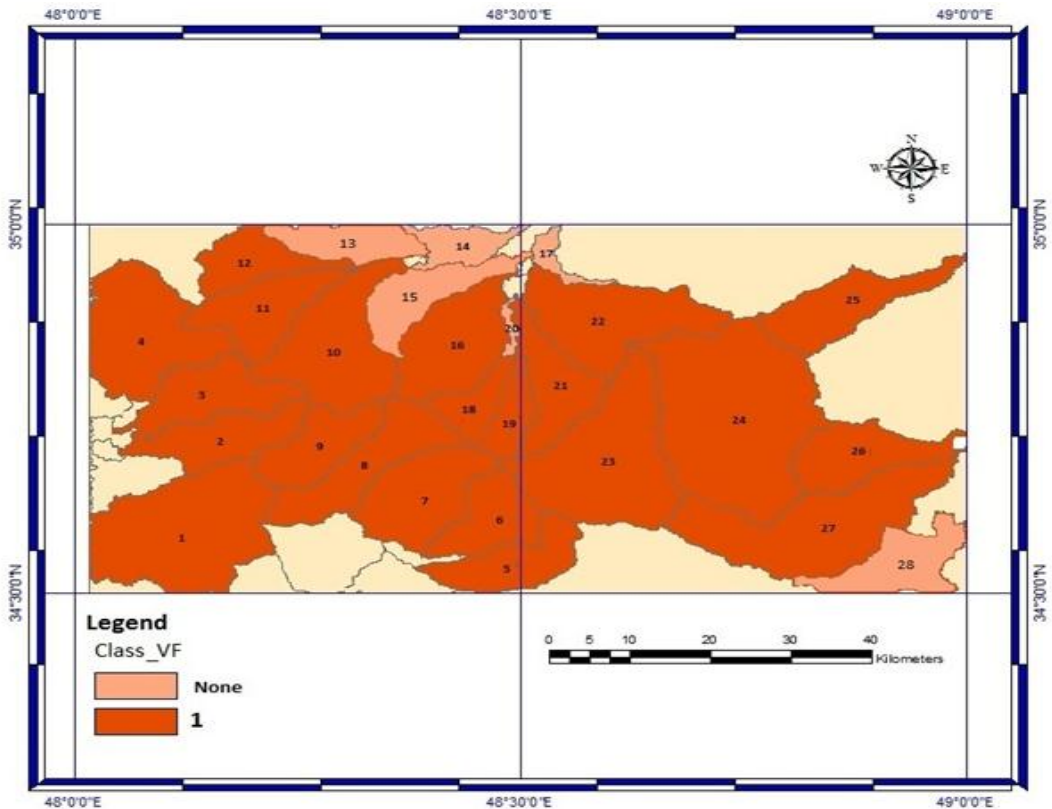 48°0'0"E 48°30'0"E 49°0'0"E
N
W E
S
35°0'0"N 35°0'0"N
13 14 17
12
15 25
11
22
4 20
10 16
21
3
18
19 24
2 9
8 23 26
7
6
1 27
5 28
34°30'0"N 34°30'0"N
Legend
Class_VF
None
1
0 5 10 20 30 40
Kilometers
48°0'0"E 48°30'0"E 49°0'0"E